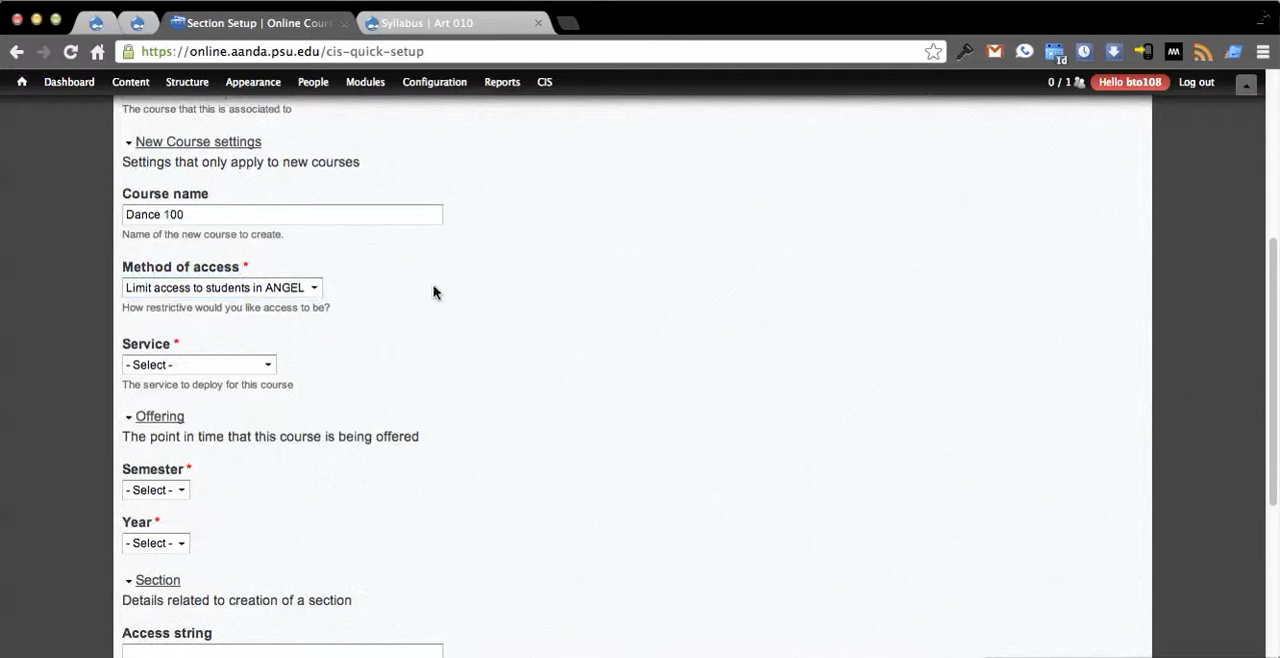 Section Setup | Online Cour
Syllabus | Art 010
https://online.aanda.psu.edu/cis-quick-setup
1d
Dashboard Content Structure Appearance People Modules Configuration Reports CIS 0 / 1 Hello bto108 Log out
The course that this is associated to
New Course settings
Settings that only apply to new courses
Course name
Dance 100
Name of the new course to create.
Method of access *
Limit access to students in ANGEL
How restrictive would you like access to be?
Service *
- Select -
The service to deploy for this course
Offering
The point in time that this course is being offered
Semester *
- Select -
Year *
- Select -
Section
Details related to creation of a section
Access string